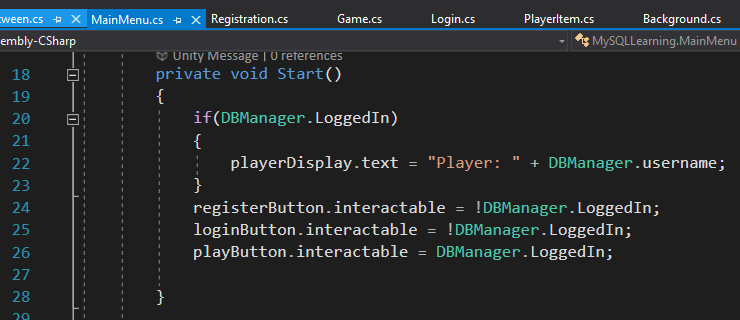 tween.cs MainMenu.cs Registration.cs Game.cs Login.cs PlayerItem.cs Background.cs
embly-CSharp MySQLLearning.MainMenu
Unity Message | 0 references
18 private void Start()
19 {
20 if(DBManager.LoggedIn)
21 {
22 playerDisplay.text = "Player: " + DBManager.username;
23 }
24 registerButton.interactable = !DBManager.LoggedIn;
25 loginButton.interactable = !DBManager.LoggedIn;
26 playButton.interactable = DBManager.LoggedIn;
27
28 }
29